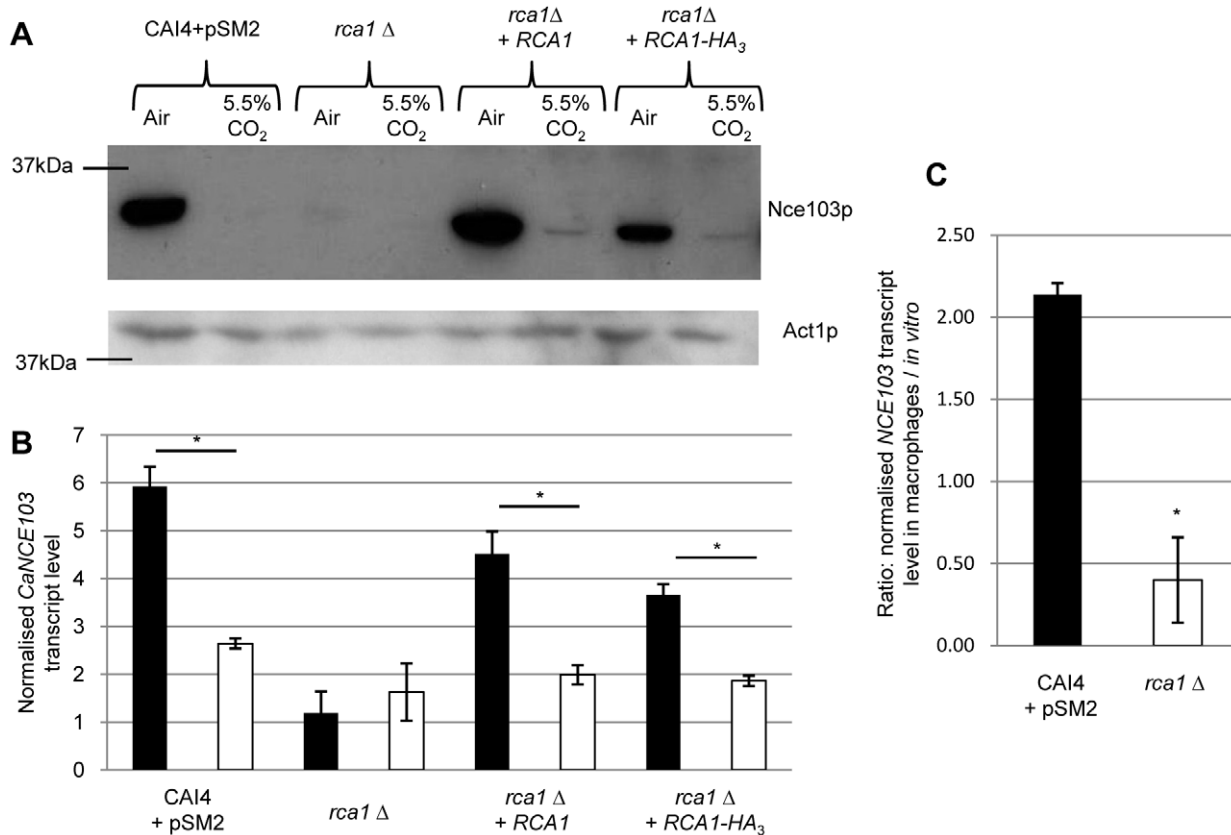 A
CAI4+pSM2
rca1 Δ
rca1Δ
+ RCA1
rca1Δ
+ RCA1-HA₃
Air
5.5%
CO₂
Air
5.5%
CO₂
Air
5.5%
CO₂
Air
5.5%
CO₂
37kDa
Nce103p
Act1p
37kDa
B
Normalised CaNCE103
transcript level
7
6
5
4
3
2
1
0
*
*
*
CAI4
+ pSM2
rca1 Δ
rca1 Δ
+ RCA1
rca1 Δ
+ RCA1-HA₃
C
Ratio: normalised NCE103 transcript
level in macrophages / in vitro
2.50
2.00
1.50
1.00
0.50
0.00
*
CAI4
+ pSM2
rca1 Δ